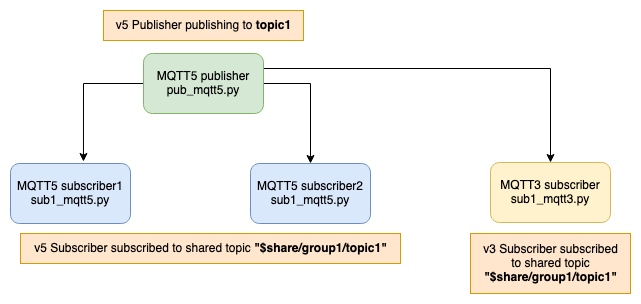 v5 Publisher publishing to topic1
MQTT5 publisher
pub_mqtt5.py
MQTT5 subscriber1
sub1_mqtt5.py
MQTT5 subscriber2
sub1_mqtt5.py
MQTT3 subscriber
sub1_mqtt3.py
v5 Subscriber subscribed to shared topic "$share/group1/topic1"
v3 Subscriber subscribed
to shared topic
"$share/group1/topic1"